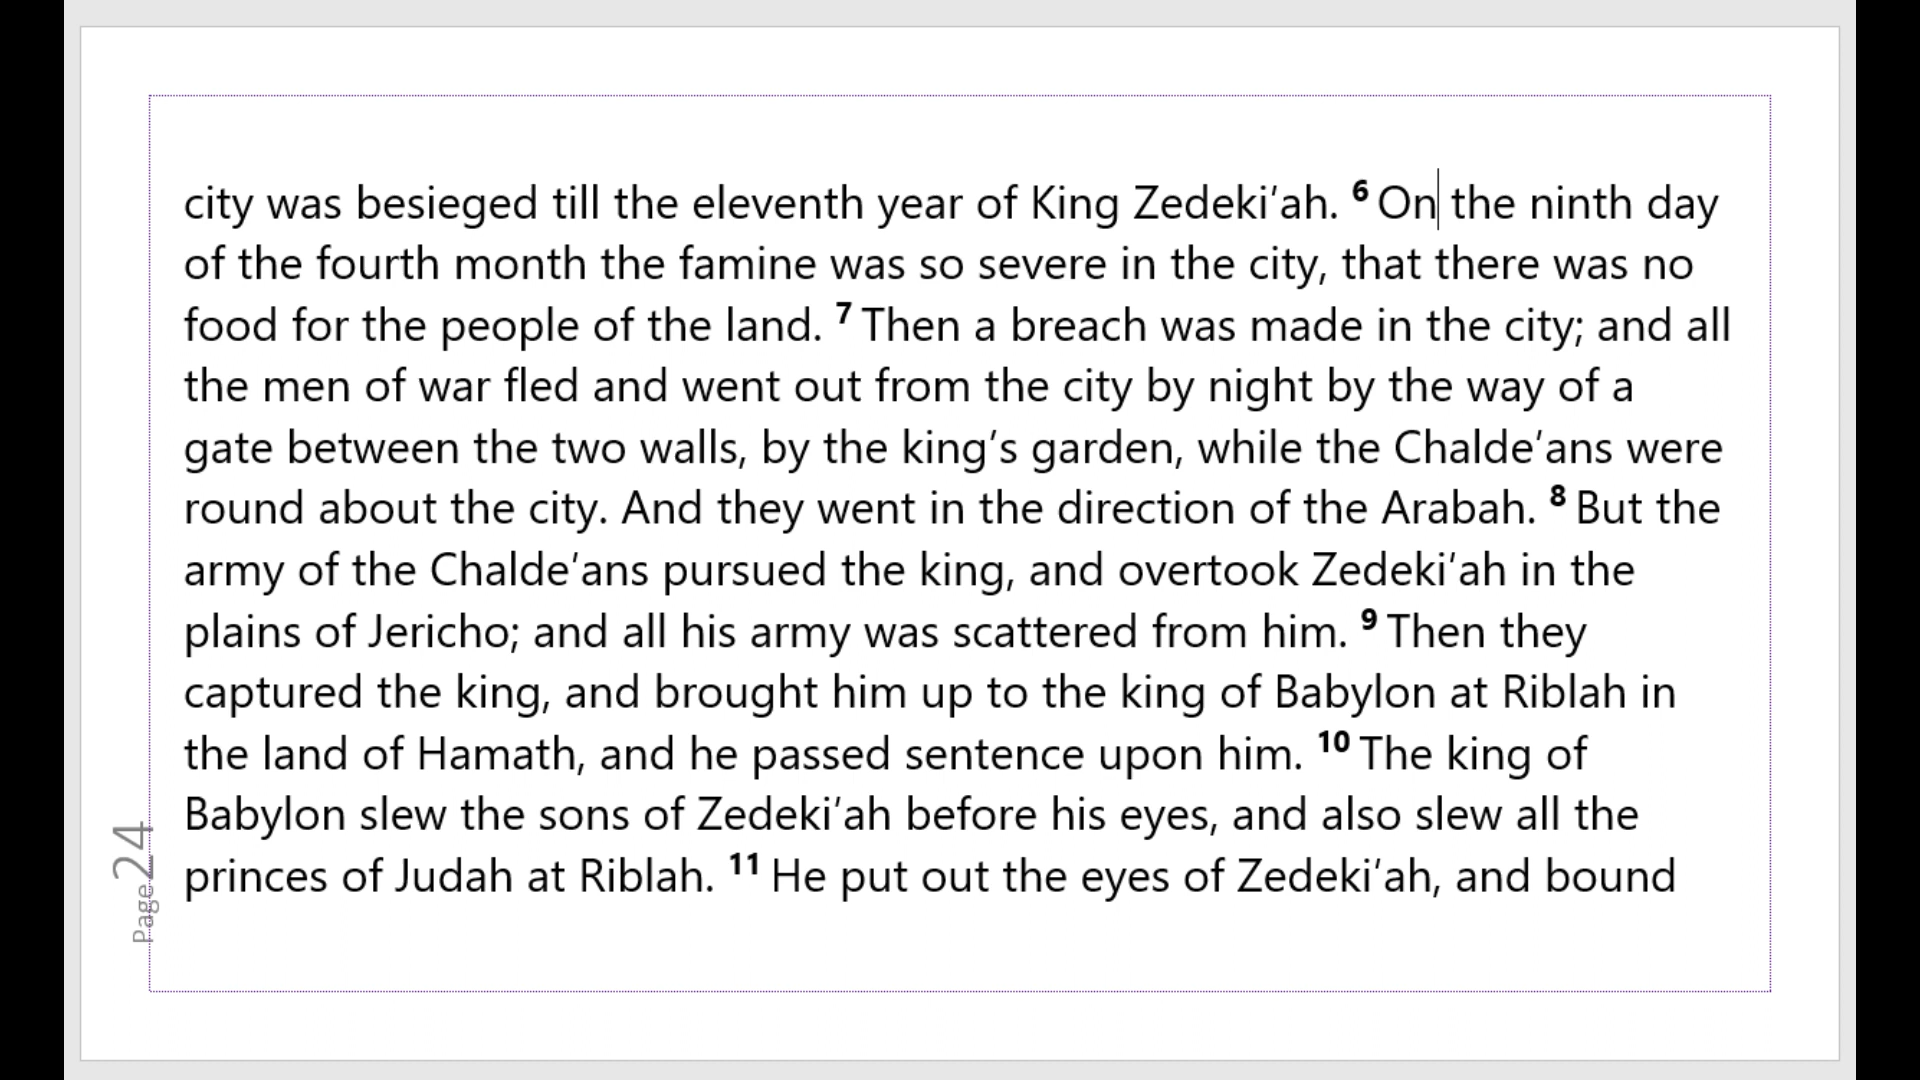 city was besieged till the eleventh year of King Zedeki′ah. 6 On the ninth day
of the fourth month the famine was so severe in the city, that there was no
food for the people of the land. 7 Then a breach was made in the city; and all
the men of war fled and went out from the city by night by the way of a
gate between the two walls, by the king’s garden, while the Chalde′ans were
round about the city. And they went in the direction of the Arabah. 8 But the
army of the Chalde′ans pursued the king, and overtook Zedeki′ah in the
plains of Jericho; and all his army was scattered from him. 9 Then they
captured the king, and brought him up to the king of Babylon at Riblah in
the land of Hamath, and he passed sentence upon him. 10 The king of
Babylon slew the sons of Zedeki′ah before his eyes, and also slew all the
princes of Judah at Riblah. 11 He put out the eyes of Zedeki′ah, and bound
Page 24